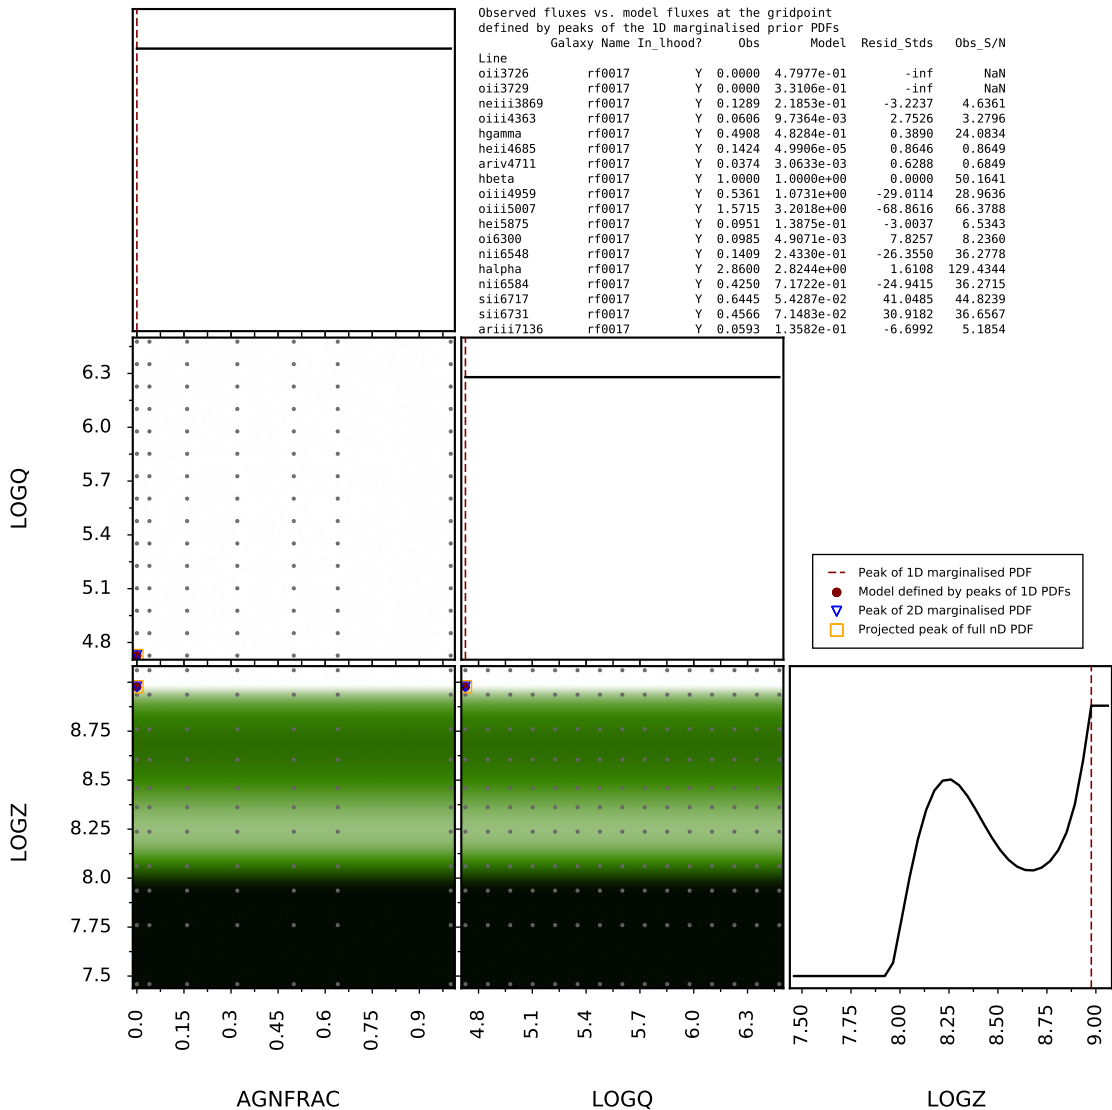 Observed fluxes vs. model fluxes at the gridpoint
defined by peaks of the 1D marginalised prior PDFs
Galaxy Name In_lhood? Obs Model Resid_Stds Obs_S/N
Line
oii3726 rf0017 Y 0.0000 4.7977e-01 -inf NaN
oii3729 rf0017 Y 0.0000 3.3106e-01 -inf NaN
neiii3869 rf0017 Y 0.1289 2.1853e-01 -3.2237 4.6361
oiii4363 rf0017 Y 0.0606 9.7364e-03 2.7526 3.2796
hgamma rf0017 Y 0.4908 4.8284e-01 0.3890 24.0834
heii4685 rf0017 Y 0.1424 4.9906e-05 0.8646 0.8649
ariv4711 rf0017 Y 0.0374 3.0633e-03 0.6288 0.6849
hbeta rf0017 Y 1.0000 1.0000e+00 0.0000 50.1641
oiii4959 rf0017 Y 0.5361 1.0731e+00 -29.0114 28.9636
oiii5007 rf0017 Y 1.5715 3.2018e+00 -68.8616 66.3788
hei5875 rf0017 Y 0.0951 1.3875e-01 -3.0037 6.5343
oi6300 rf0017 Y 0.0985 4.9071e-03 7.8257 8.2360
nii6548 rf0017 Y 0.1409 2.4330e-01 -26.3550 36.2778
halpha rf0017 Y 2.8600 2.8244e+00 1.6108 129.4344
nii6584 rf0017 Y 0.4250 7.1722e-01 -24.9415 36.2715
sii6717 rf0017 Y 0.6445 5.4287e-02 41.0485 44.8239
sii6731 rf0017 Y 0.4566 7.1483e-02 30.9182 36.6567
ariii7136 rf0017 Y 0.0593 1.3582e-01 -6.6992 5.1854
LOGQ
6.3
6.0
5.7
5.4
5.1
4.8
Peak of 1D marginalised PDF
Model defined by peaks of 1D PDFs
Peak of 2D marginalised PDF
Projected peak of full nD PDF
LOGZ
8.75
8.5
8.25
8.0
7.75
7.5
0.0 0.15 0.3 0.45 0.6 0.75 0.9
4.8 5.1 5.4 5.7 6.0 6.3
7.50 7.75 8.00 8.25 8.50 8.75 9.00
AGNFRAC LOGQ LOGZ